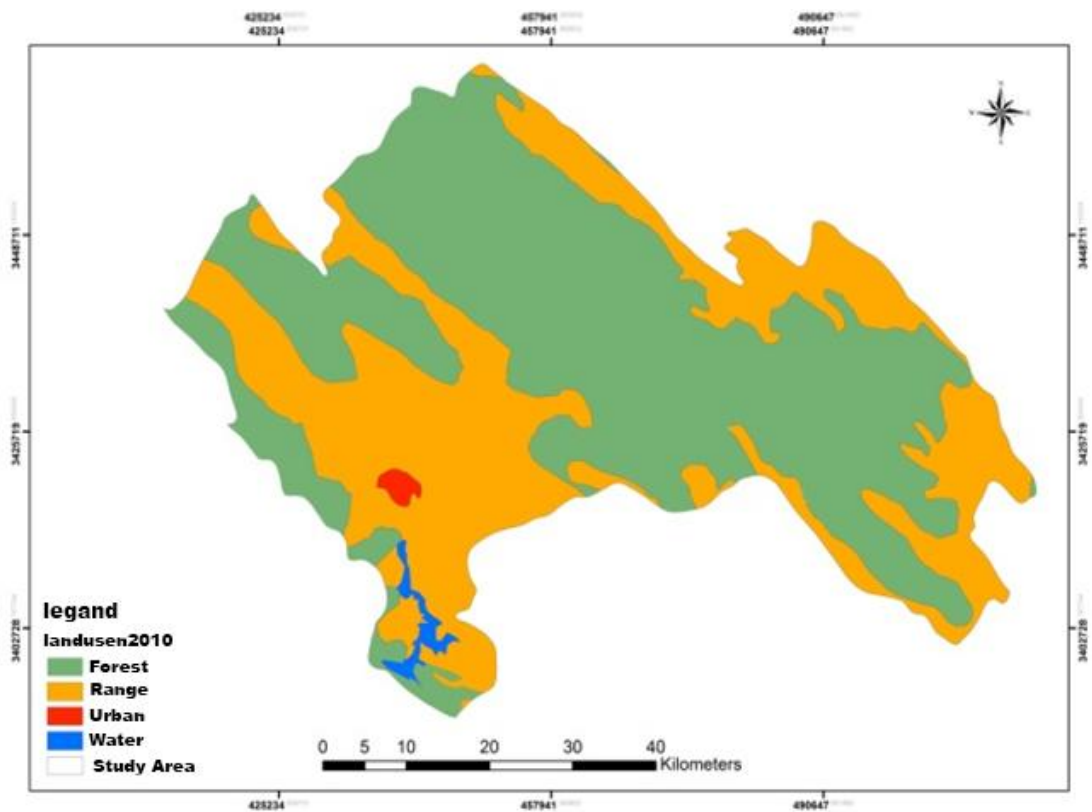 425234 457941 490647
425234 457941 490647
3448711 3448711
3425719 3425719
3402728 3402728
legand
landusen2010
Forest
Range
Urban
Water
Study Area
0 5 10 20 30 40
Kilometers
425234 457941 490647